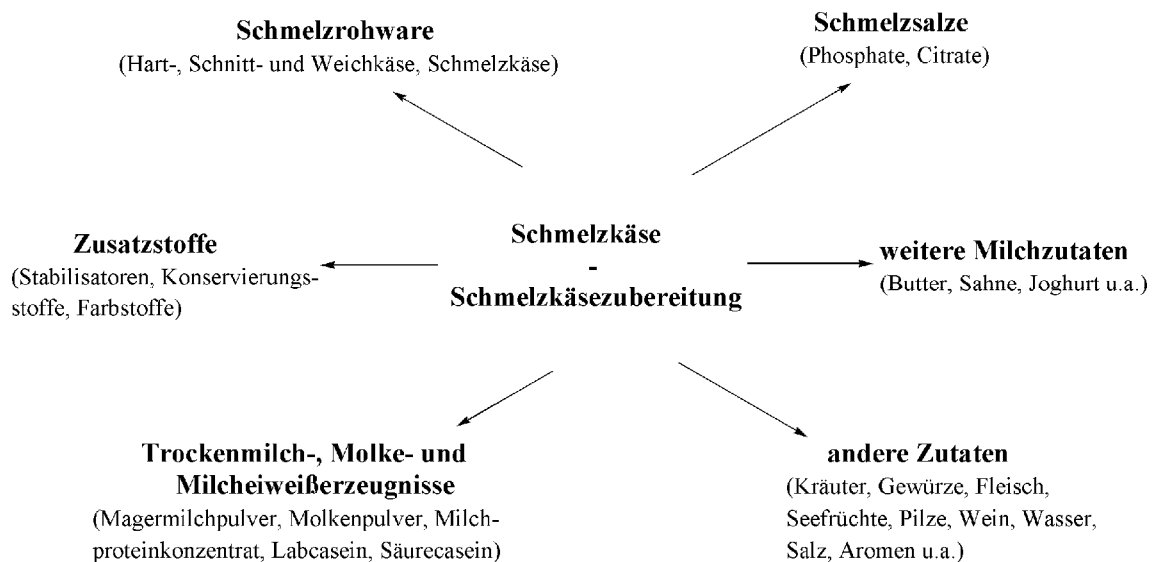 Schmelzrohware
(Hart-, Schnitt- und Weichkäse, Schmelzkäse)
Schmelzsalze
(Phosphate, Citrate)
Zusatzstoffe
(Stabilisatoren, Konservierungs-
stoffe, Farbstoffe)
Schmelzkäse
-
Schmelzkäsezubereitung
weitere Milchzutaten
(Butter, Sahne, Joghurt u.a.)
Trockenmilch-, Molke- und
Milcheiweißerzeugnisse
(Magermilchpulver, Molkenpulver, Milch-
proteinkonzentrat, Labcasein, Säurecasein)
andere Zutaten
(Kräuter, Gewürze, Fleisch,
Seefrüchte, Pilze, Wein, Wasser,
Salz, Aromen u.a.)